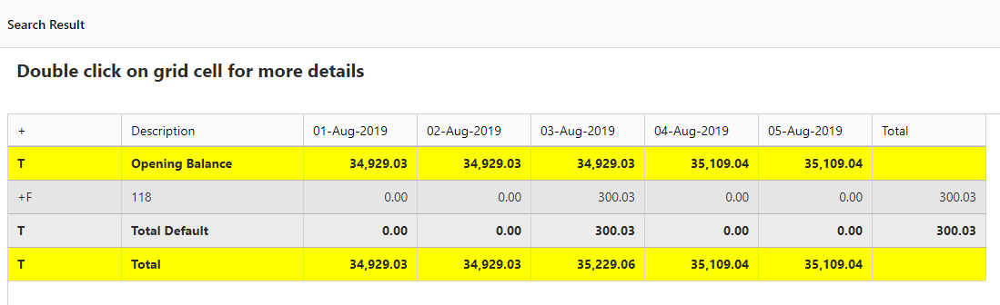 Search Result
Double click on grid cell for more details
+ Description 01-Aug-2019 02-Aug-2019 03-Aug-2019 04-Aug-2019 05-Aug-2019 Total
T Opening Balance 34,929.03 34,929.03 34,929.03 35,109.04 35,109.04
+F 118 0.00 0.00 300.03 0.00 0.00 300.03
T Total Default 0.00 0.00 300.03 0.00 0.00 300.03
T Total 34,929.03 34,929.03 35,229.06 35,109.04 35,109.04